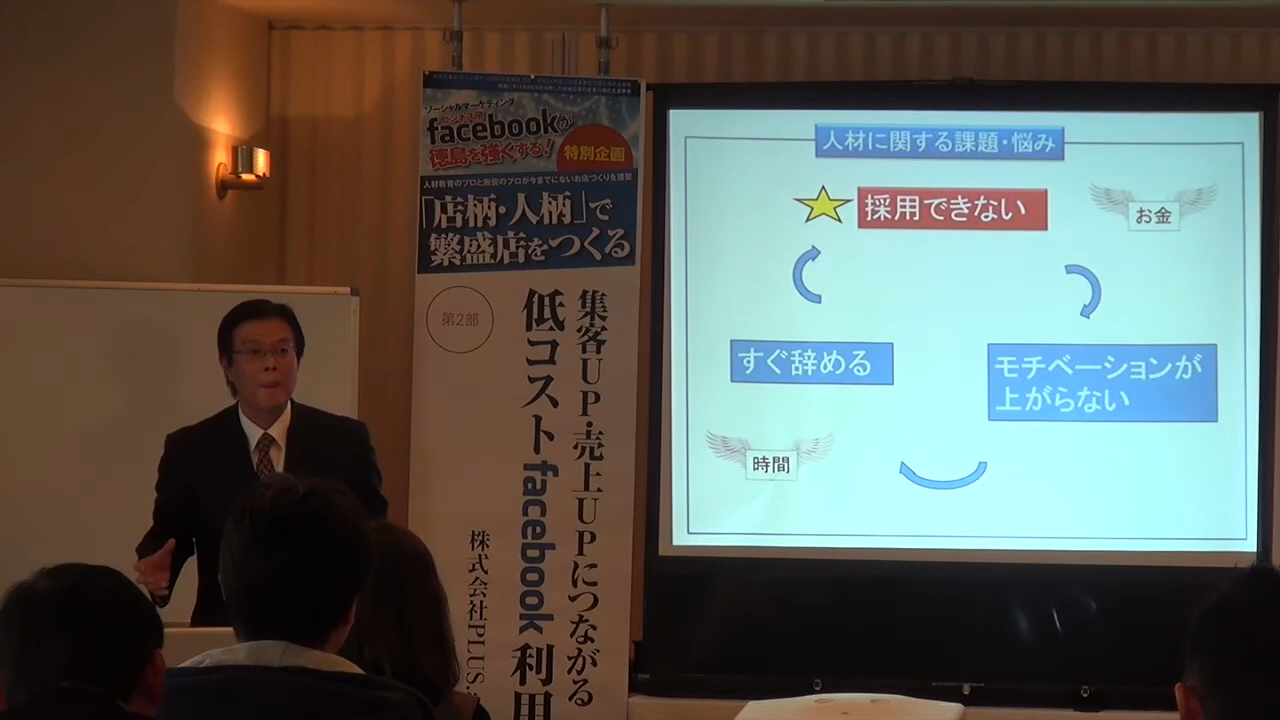 ソーシャルマーケティング
ビジネス用
facebookが
徳島を強くする!
特別企画
人材教育のプロと販促のプロが今までにないお店づくりを提案
「店柄・人柄」で
繁盛店をつくる
第2部
集客UP・売上UPにつながる
低コストfacebook利用
株式会社PLUS
人材に関する課題・悩み
採用できない
お金
すぐ辞める
モチベーションが
上がらない
時間